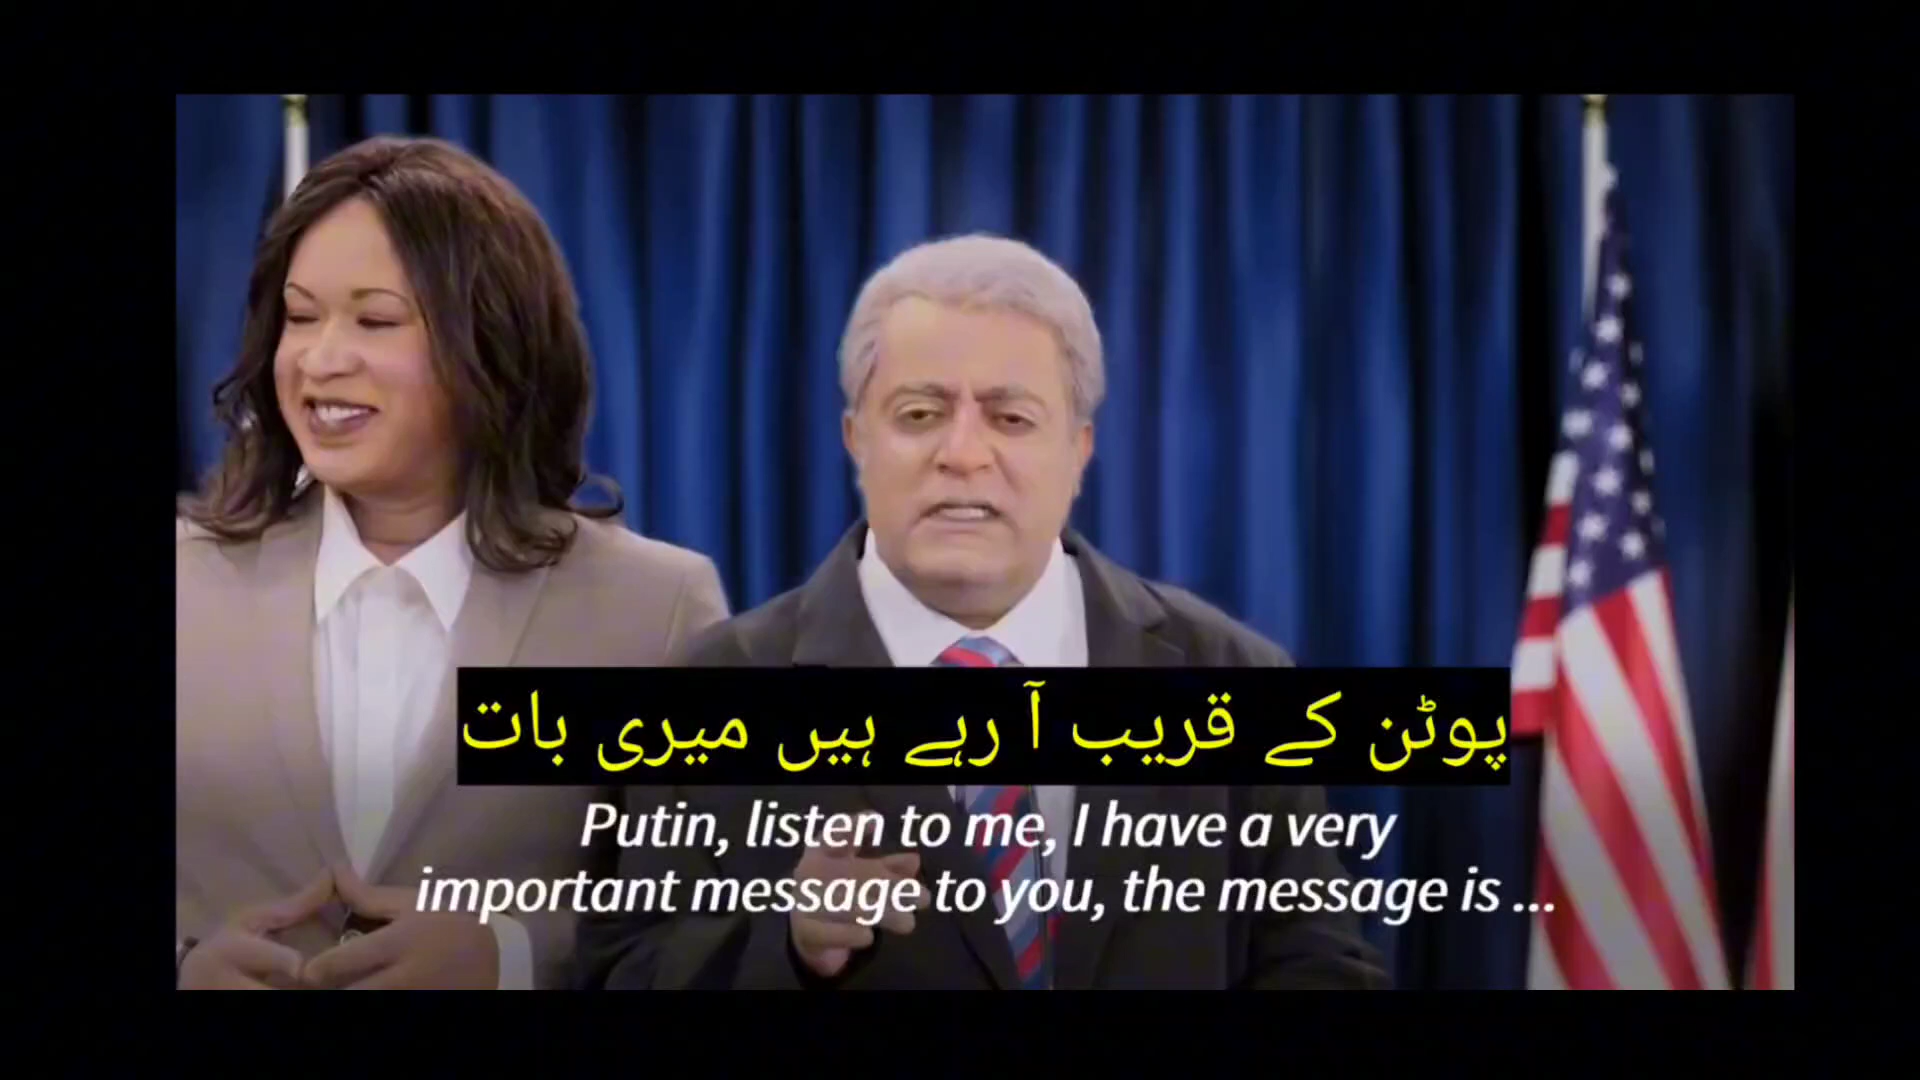 پوٹن کے قریب آ رہے ہیں میری بات
Putin, listen to me, I have a very
important message to you, the message is ...